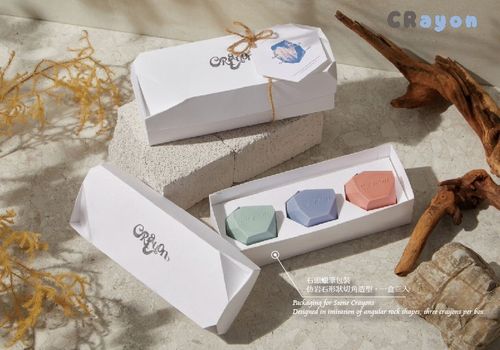 CRayon
CRayon
CRayon
石頭蠟筆包裝
仿岩石形狀切角造型，一盒三入
Packaging for Stone Crayons
Designed in imitation of angular rock shapes, three crayons per box